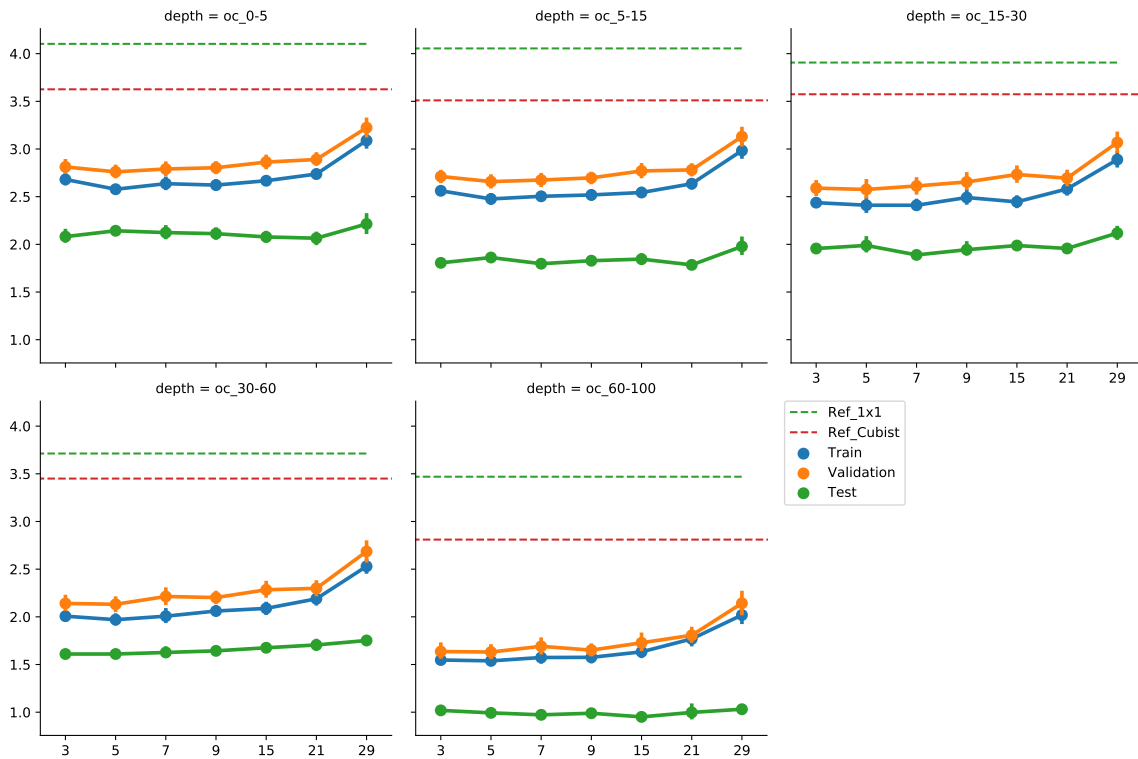 depth = oc_0-5
depth = oc_5-15
depth = oc_15-30
4.0
3.5
3.0
2.5
2.0
1.5
1.0
3 5 7 9 15 21 29
depth = oc_30-60
depth = oc_60-100
4.0
3.5
3.0
2.5
2.0
1.5
1.0
3 5 7 9 15 21 29
3 5 7 9 15 21 29
Ref_1x1
Ref_Cubist
Train
Validation
Test